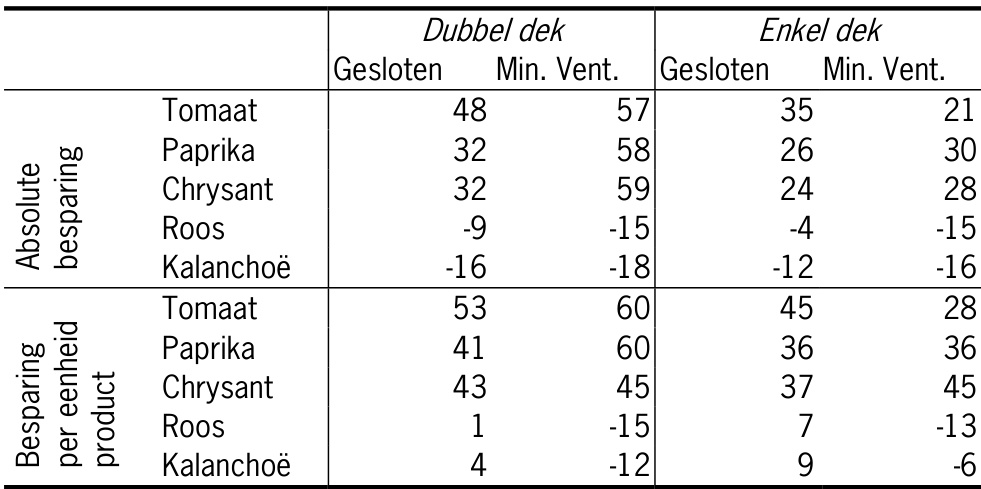 Dubbel dek Enkel dek
Gesloten Min. Vent. Gesloten Min. Vent.
Absolute
besparing
Tomaat 48 57 35 21
Paprika 32 58 26 30
Chrysant 32 59 24 28
Roos -9 -15 -4 -15
Kalanchoë -16 -18 -12 -16
Besparing
per eenheid
product
Tomaat 53 60 45 28
Paprika 41 60 36 36
Chrysant 43 45 37 45
Roos 1 -15 7 -13
Kalanchoë 4 -12 9 -6